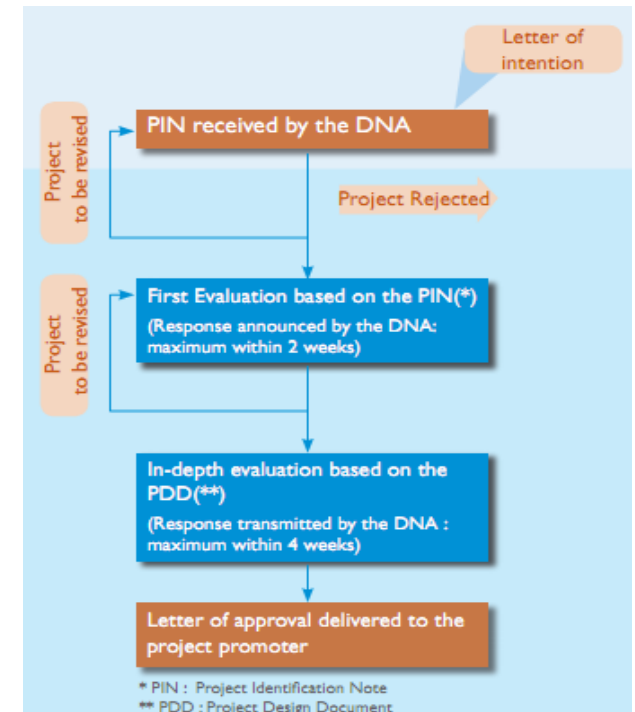 Letter of
intention
PIN received by the DNA
Project
to be revised
Project Rejected
First Evaluation based on the PIN(*)
(Response announced by the DNA:
maximum within 2 weeks)
Project
to be revised
In-depth evaluation based on the
PDD(**)
(Response transmitted by the DNA :
maximum within 4 weeks)
Letter of approval delivered to the
project promoter
* PIN : Project Identification Note
** PDD : Project Design Document